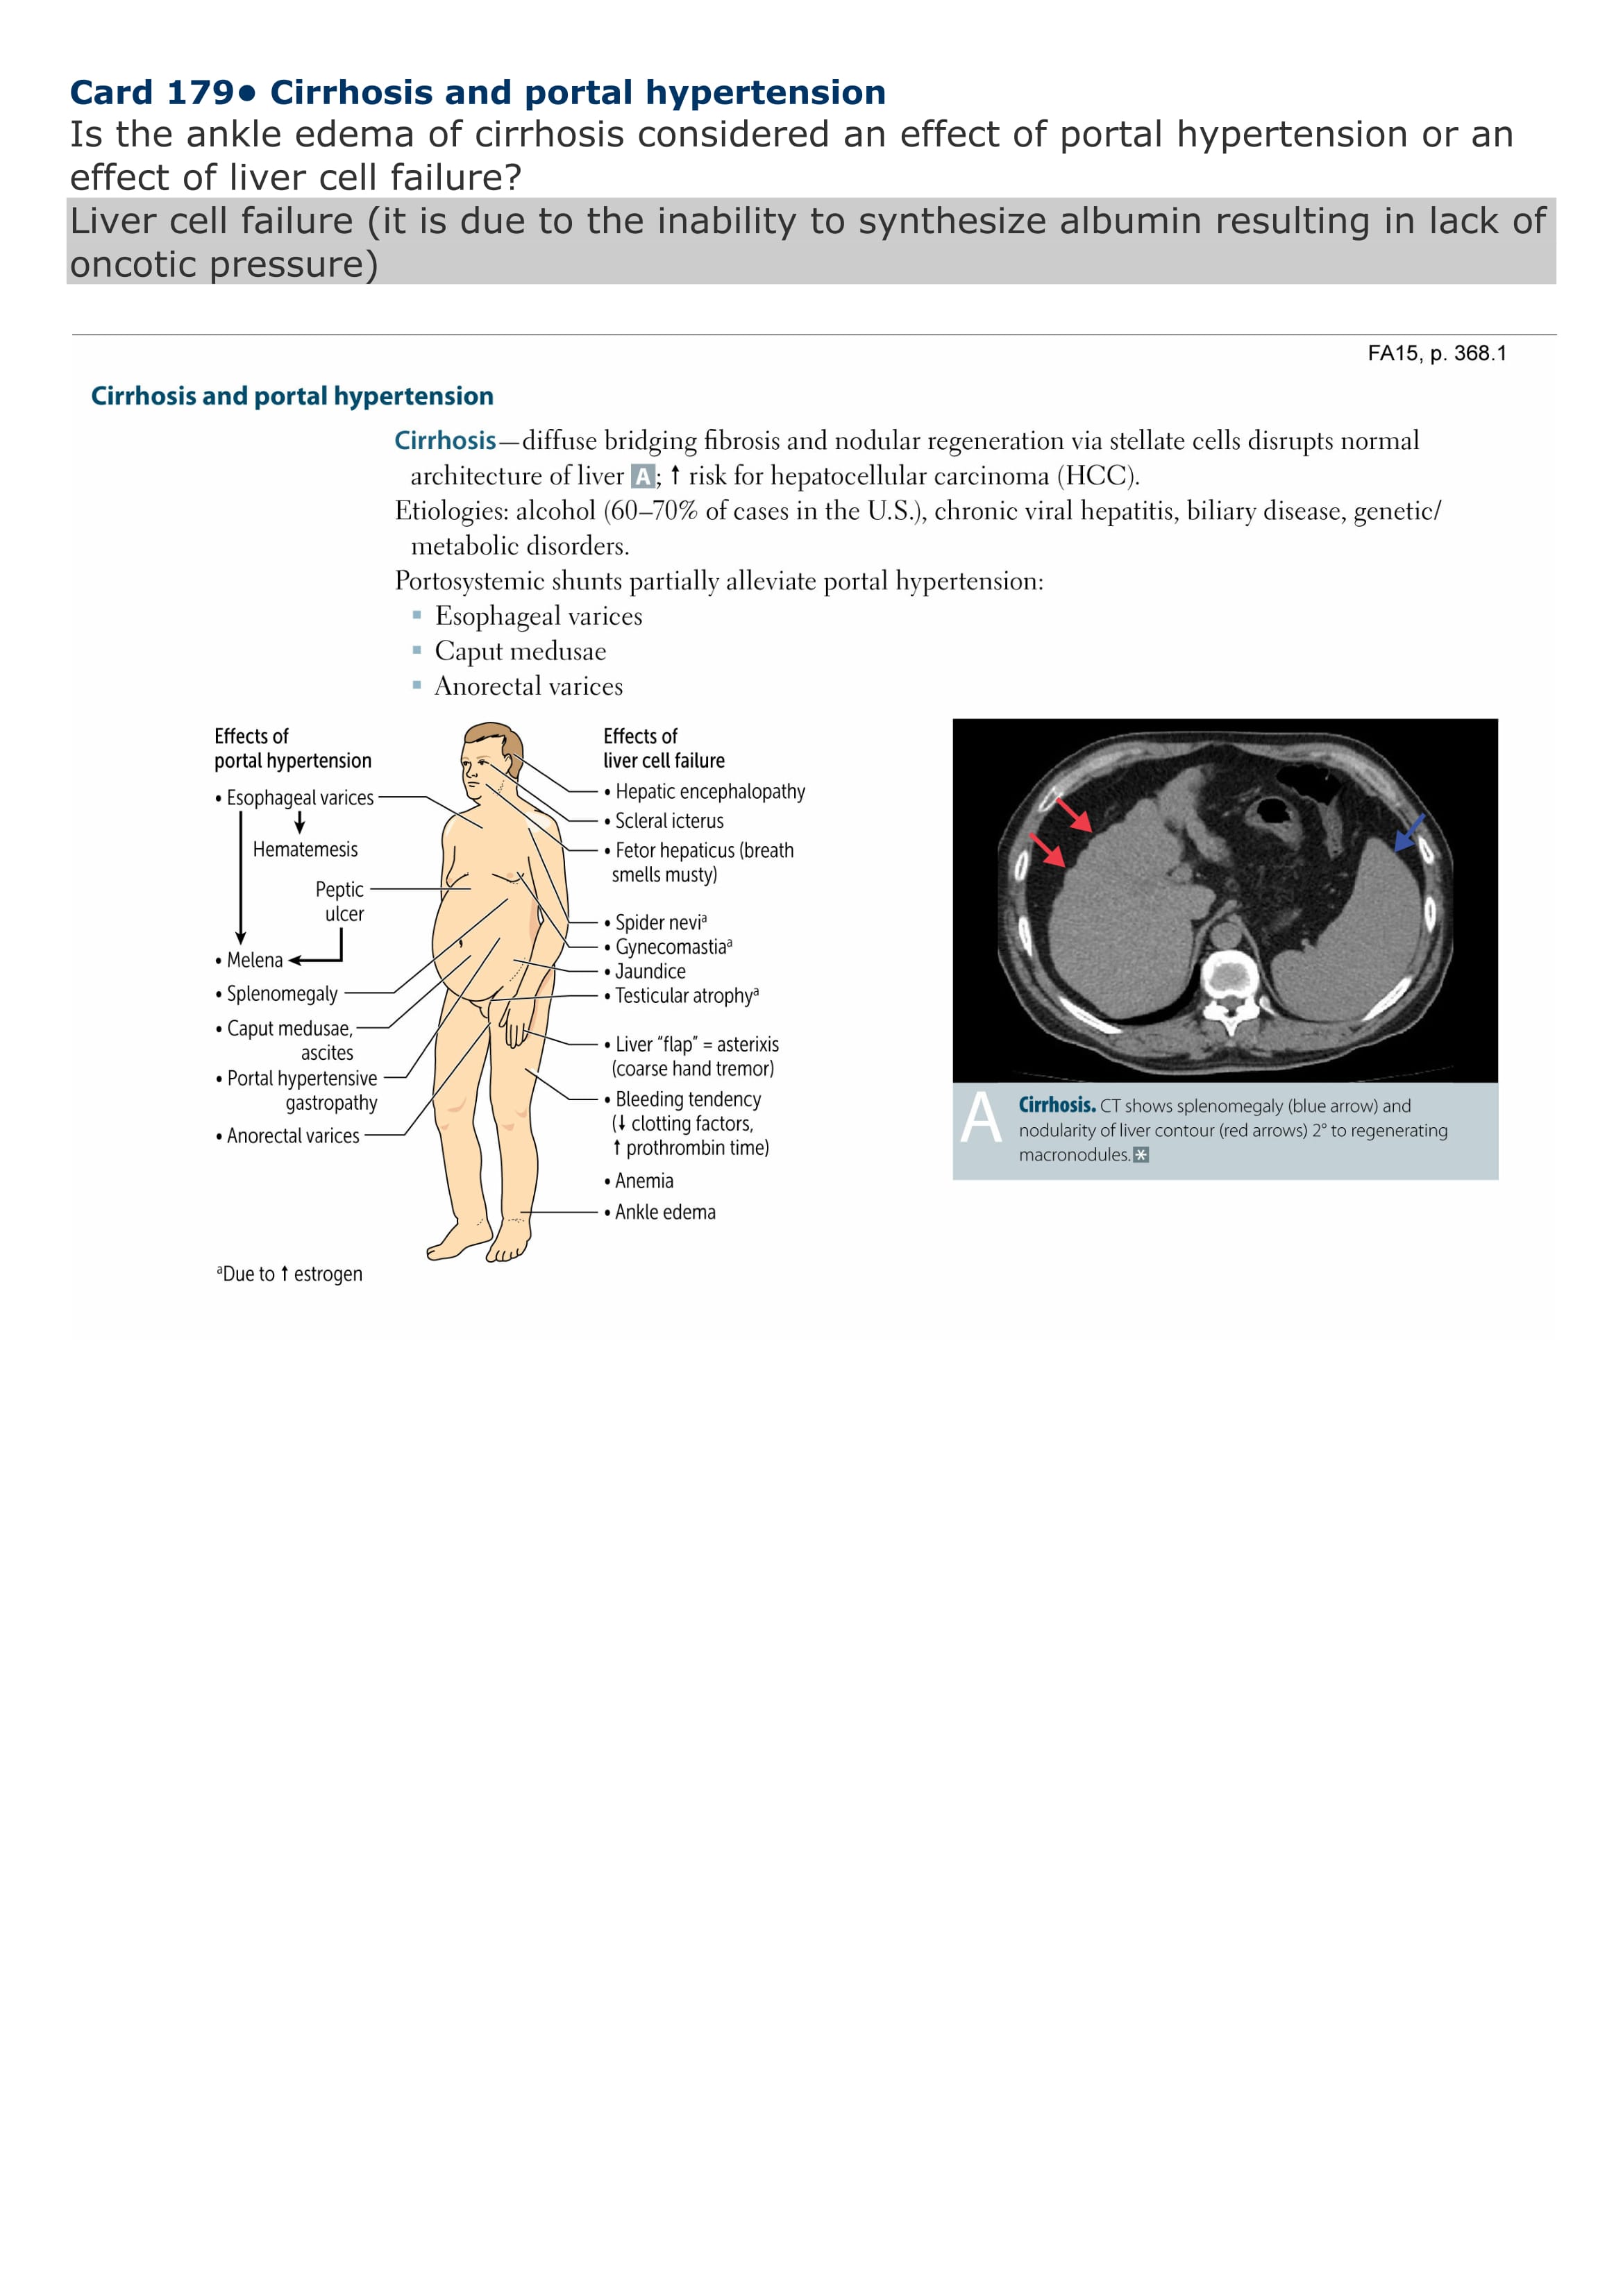 Card 179• Cirrhosis and portal hypertension
Is the ankle edema of cirrhosis considered an effect of portal hypertension or an
effect of liver cell failure?
Liver cell failure (it is due to the inability to synthesize albumin resulting in lack of
oncotic pressure)
FA15, p. 368.1
Cirrhosis and portal hypertension
Cirrhosis—diffuse bridging fibrosis and nodular regeneration via stellate cells disrupts normal
architecture of liver A; ↑ risk for hepatocellular carcinoma (HCC).
Etiologies: alcohol (60–70% of cases in the U.S.), chronic viral hepatitis, biliary disease, genetic/
metabolic disorders.
Portosystemic shunts partially alleviate portal hypertension:
▪ Esophageal varices
▪ Caput medusae
▪ Anorectal varices
Effects of
portal hypertension
• Esophageal varices
Hematemesis
Peptic
ulcer
• Melena
• Splenomegaly
• Caput medusae,
ascites
• Portal hypertensive
gastropathy
• Anorectal varices
ᵃDue to ↑ estrogen
Effects of
liver cell failure
• Hepatic encephalopathy
• Scleral icterus
• Fetor hepaticus (breath
smells musty)
• Spider neviᵃ
• Gynecomastiaᵃ
• Jaundice
• Testicular atrophyᵃ
• Liver "flap" = asterixis
(coarse hand tremor)
• Bleeding tendency
(↓ clotting factors,
↑ prothrombin time)
• Anemia
• Ankle edema
A
Cirrhosis. CT shows splenomegaly (blue arrow) and
nodularity of liver contour (red arrows) 2° to regenerating
macronodules. *